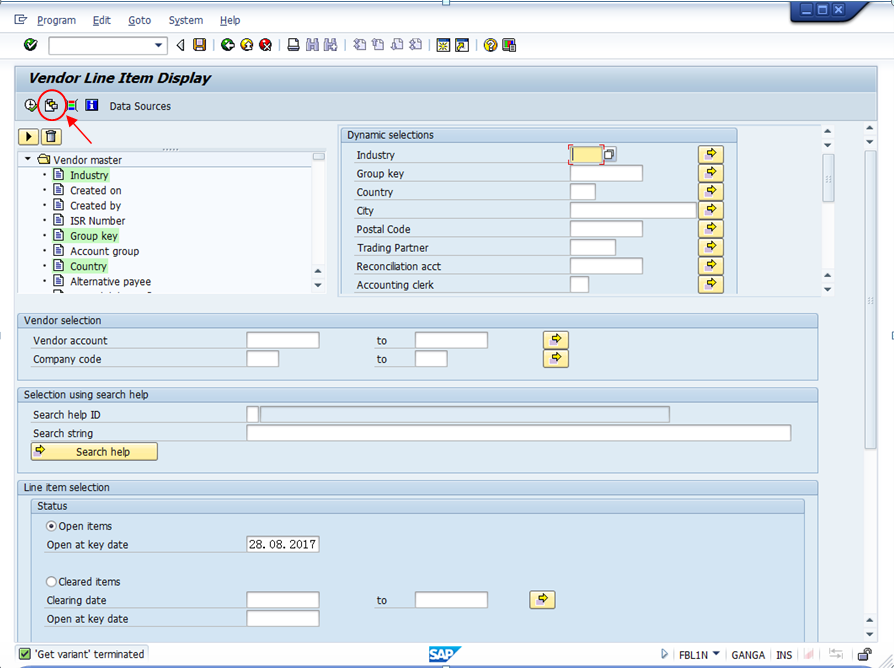 Program Edit Goto System Help
Vendor Line Item Display
Data Sources
Vendor master
Industry
Created on
Created by
ISR Number
Group key
Account group
Country
Alternative payee
Dynamic selections
Industry
Group key
Country
City
Postal Code
Trading Partner
Reconciliation acct
Accounting clerk
Vendor selection
Vendor account to
Company code to
Selection using search help
Search help ID
Search string
Search help
Line item selection
Status
Open items
Open at key date 28.08.2017
Cleared items
Clearing date to
Open at key date
'Get variant' terminated SAP FBL1N GANGA INS